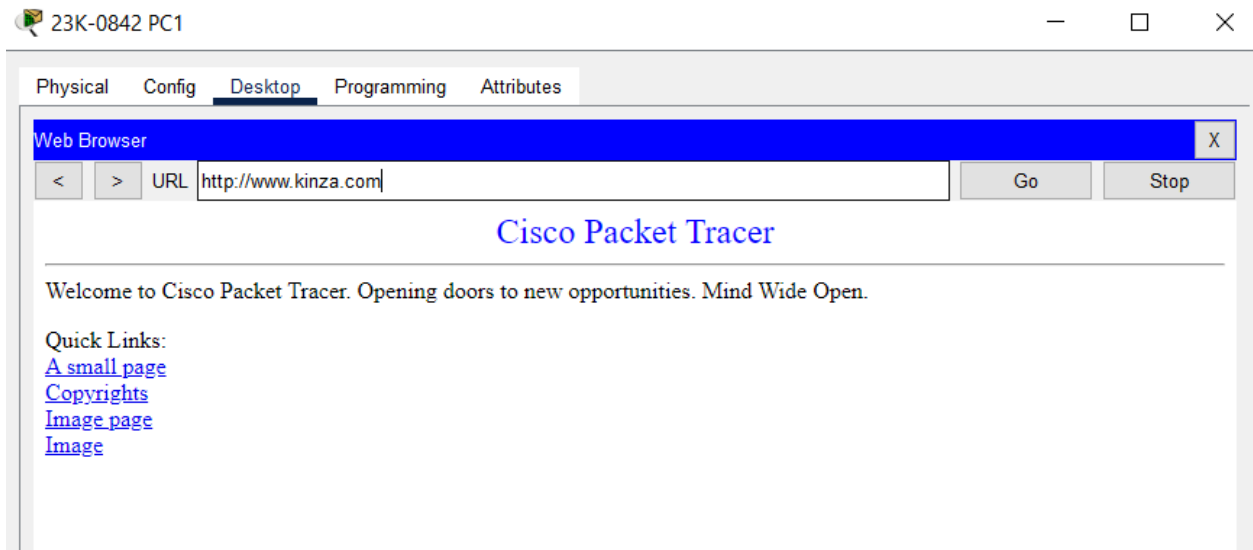 23K-0842 PC1
Physical Config Desktop Programming Attributes
Web Browser X
< > URL http://www.kinza.com Go Stop
Cisco Packet Tracer
Welcome to Cisco Packet Tracer. Opening doors to new opportunities. Mind Wide Open.
Quick Links:
A small page
Copyrights
Image page
Image